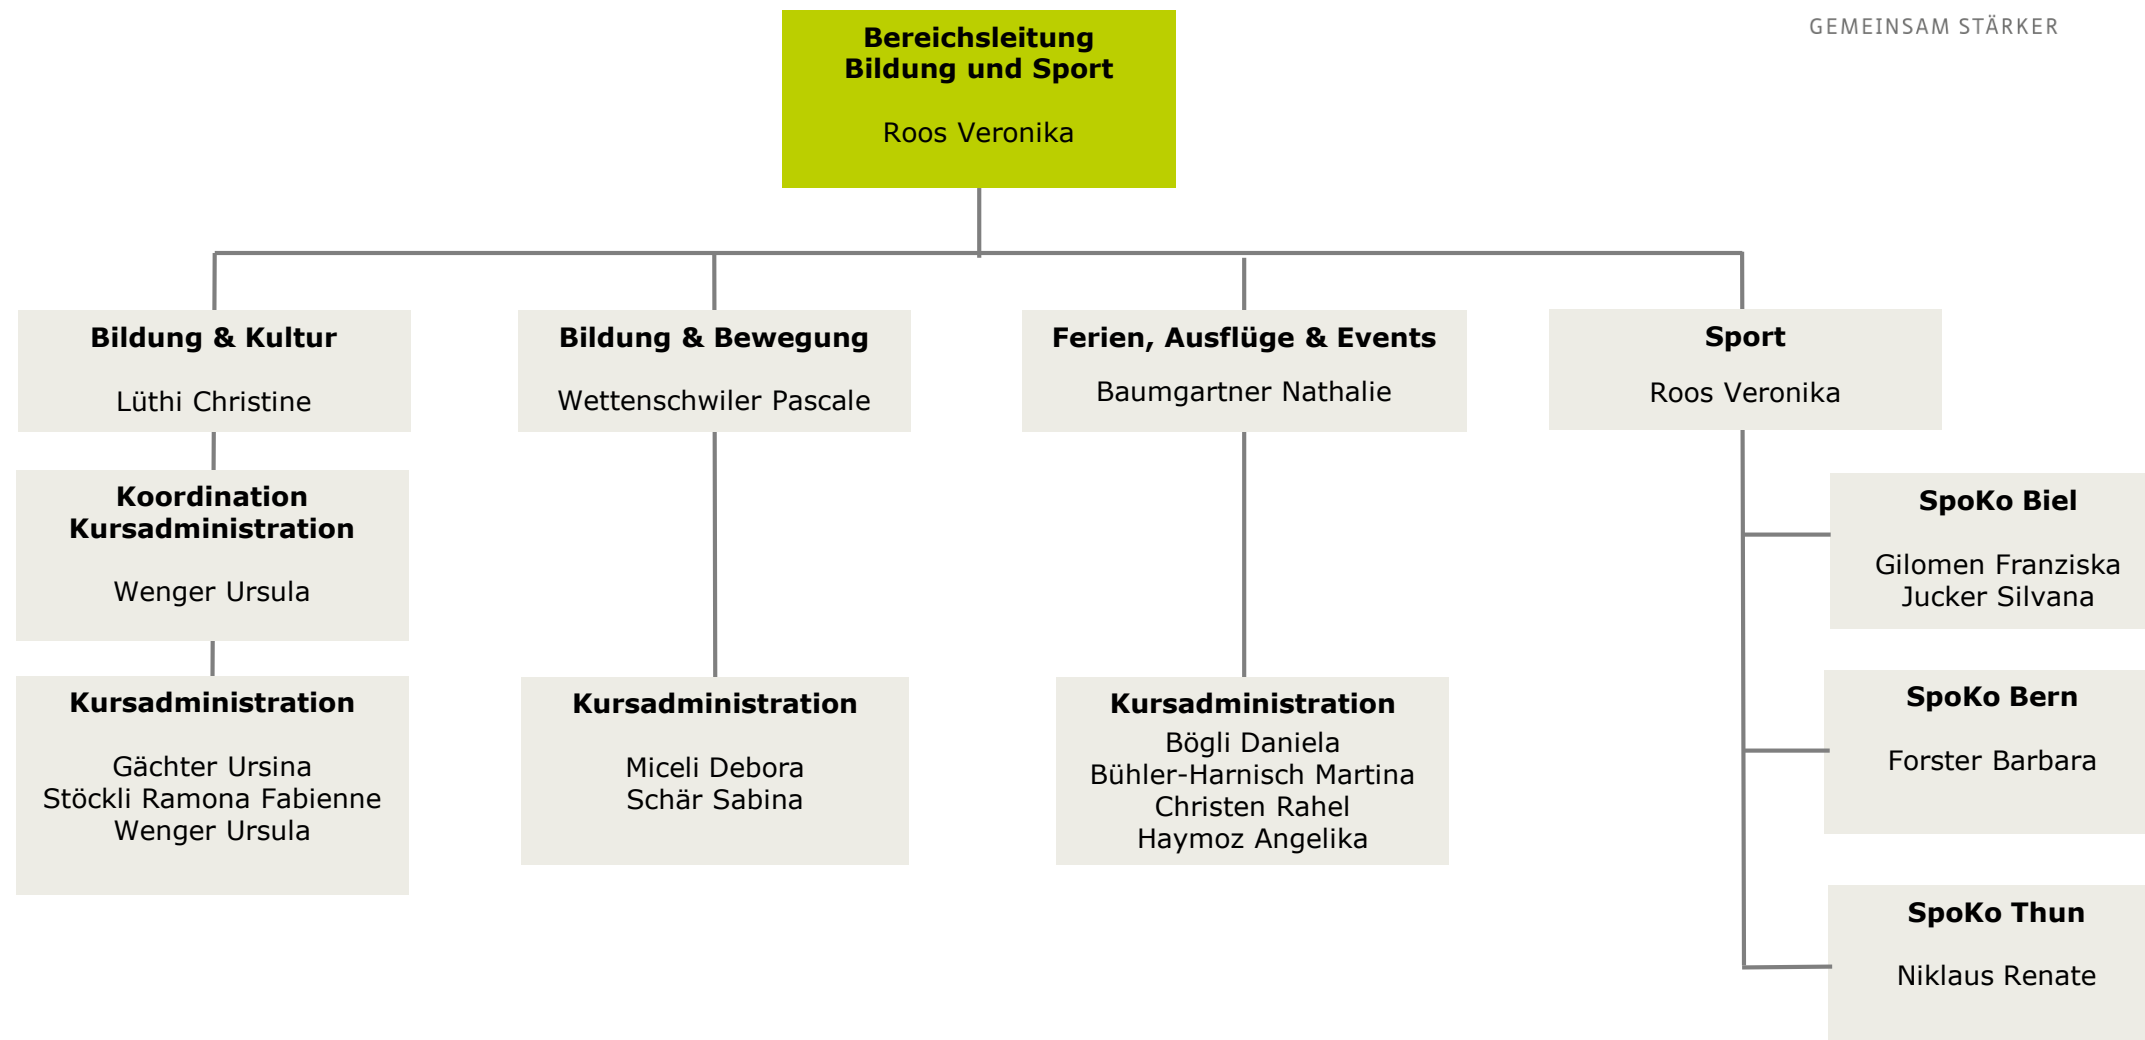 GEMEINSAM STÄRKER
Bereichsleitung
Bildung und Sport
Roos Veronika
Bildung & Kultur
Lüthi Christine
Bildung & Bewegung
Wettenschwiler Pascale
Ferien, Ausflüge & Events
Baumgartner Nathalie
Sport
Roos Veronika
Koordination
Kursadministration
Wenger Ursula
Kursadministration
Gächter Ursina
Stöckli Ramona Fabienne
Wenger Ursula
Kursadministration
Miceli Debora
Schär Sabina
Kursadministration
Bögli Daniela
Bühler-Harnisch Martina
Christen Rahel
Haymoz Angelika
SpoKo Biel
Gilomen Franziska
Jucker Silvana
SpoKo Bern
Forster Barbara
SpoKo Thun
Niklaus Renate